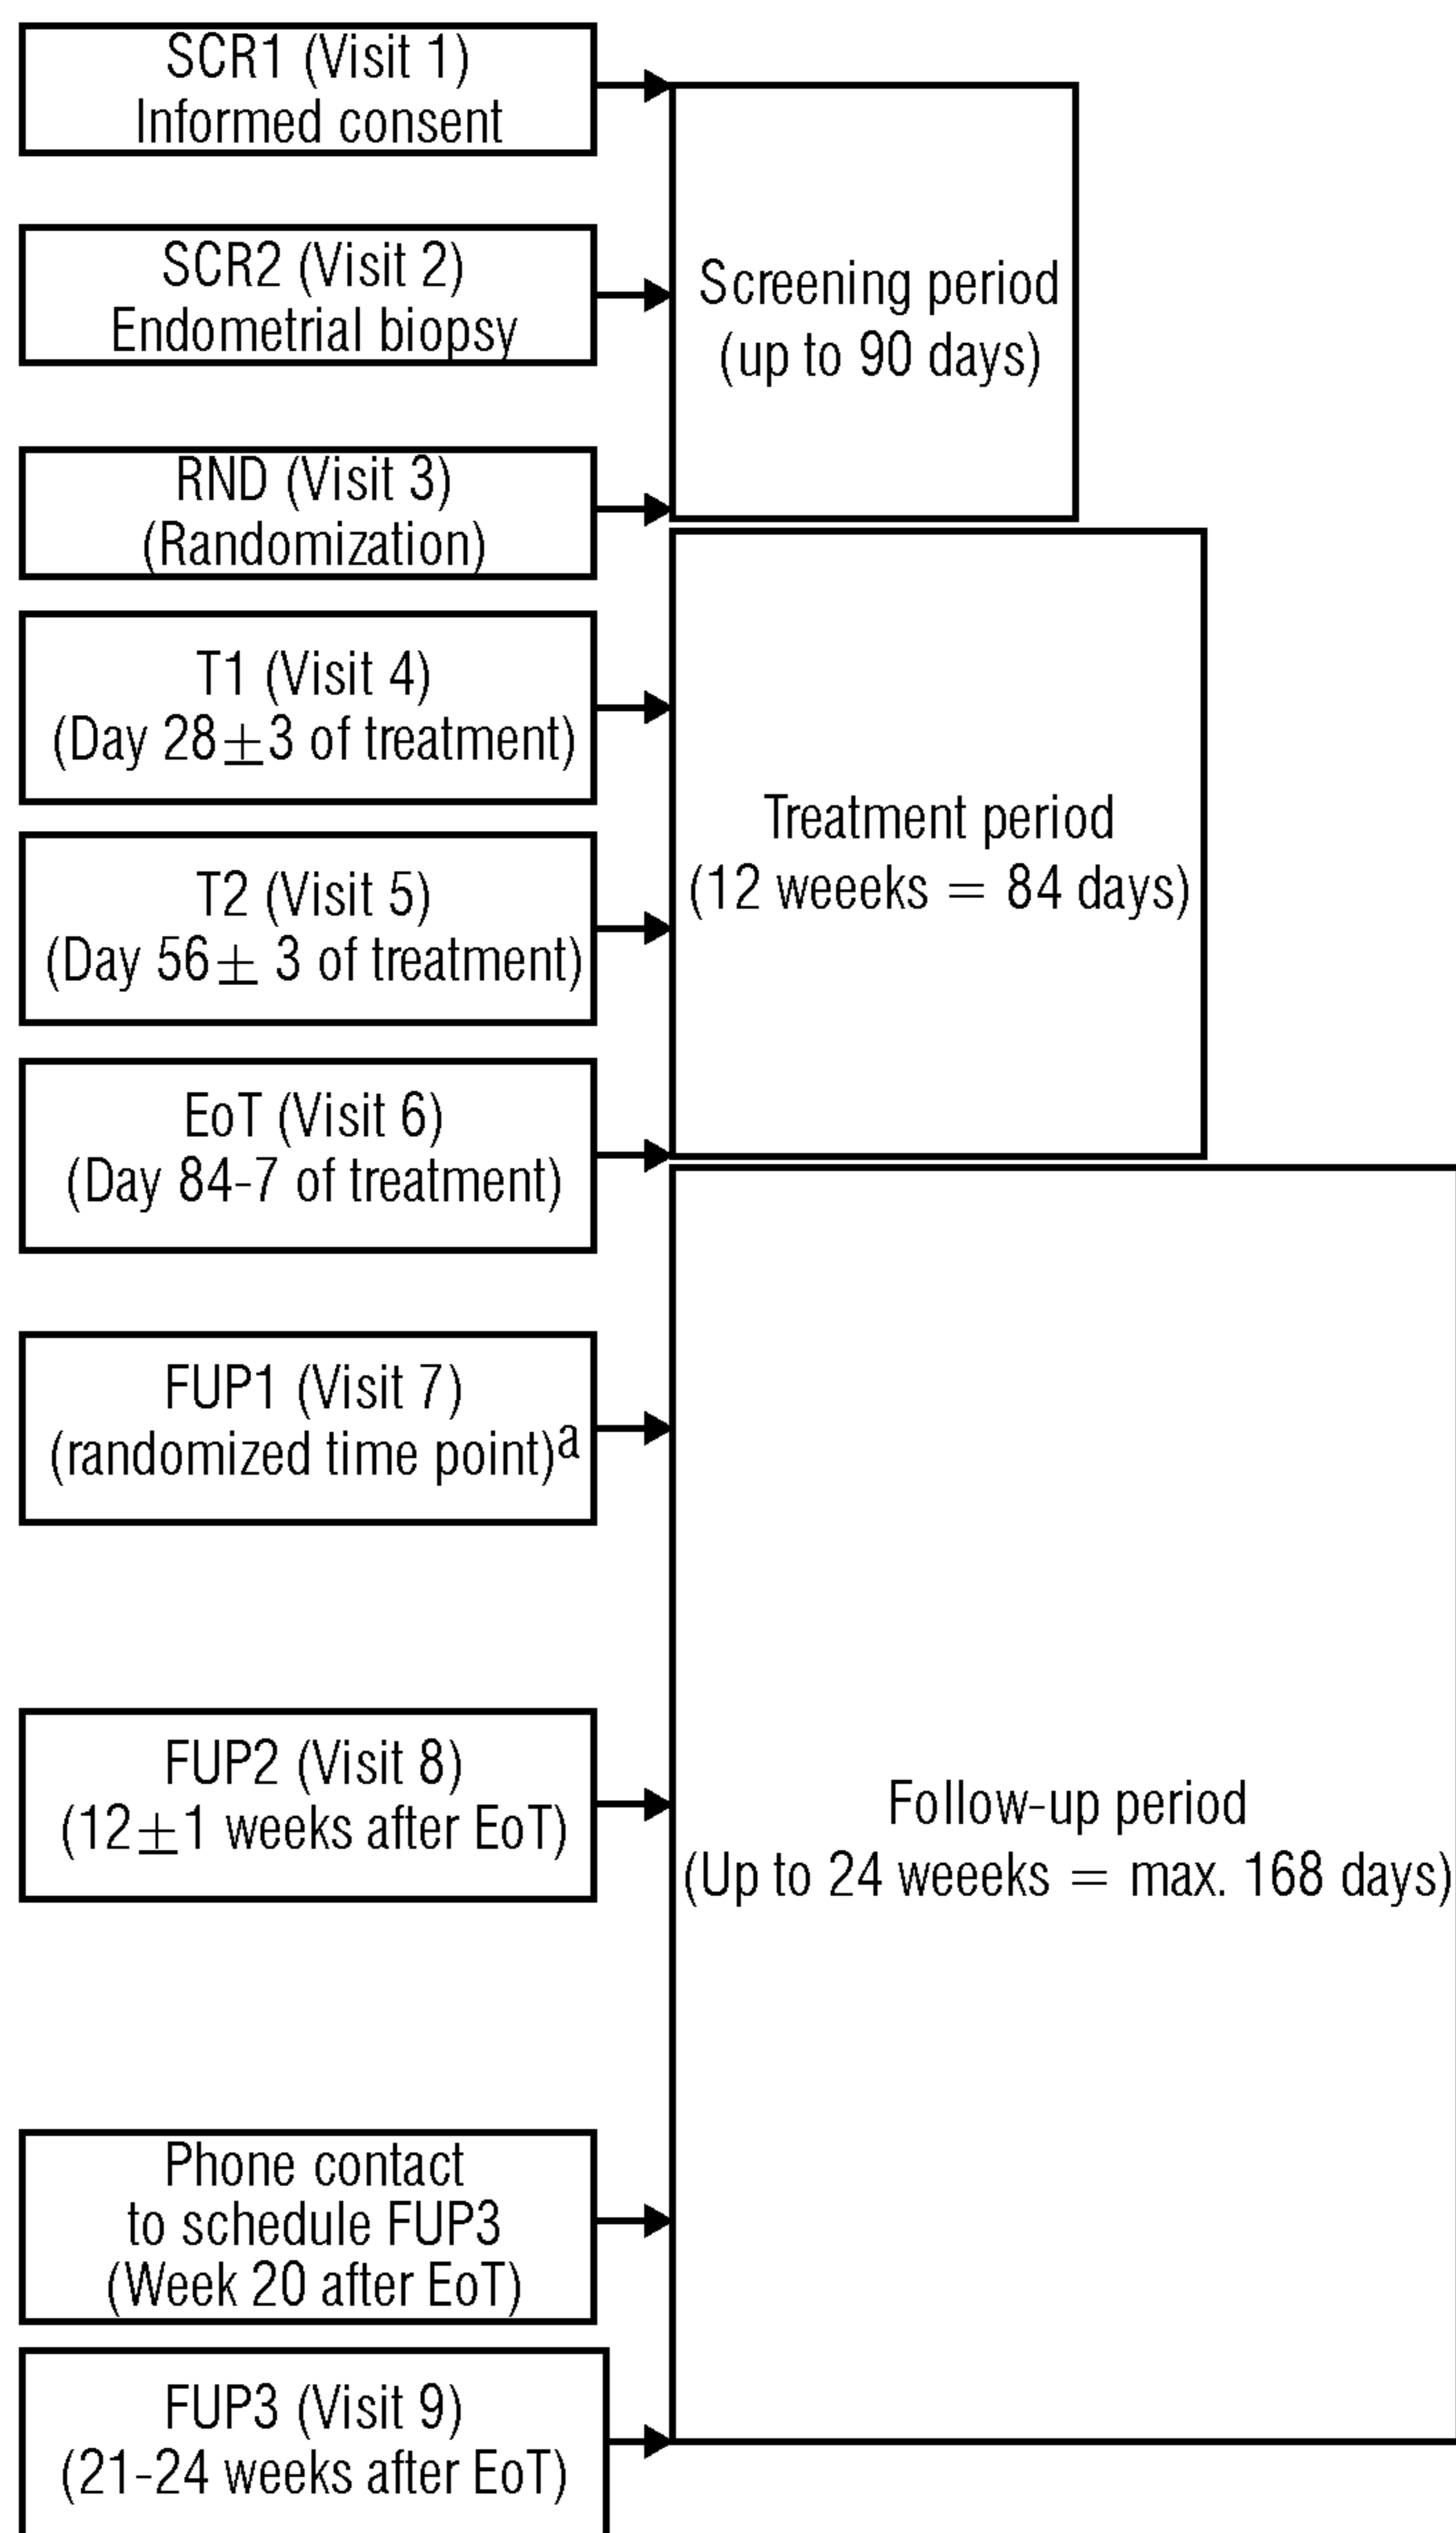 SCR1 (Visit 1)
Informed consent
SCR2 (Visit 2)
Endometrial biopsy
Screening period
(up to 90 days)
RND (Visit 3)
(Randomization)
T1 (Visit 4)
(Day 28±3 of treatment)
Treatment period
(12 weeeks = 84 days)
T2 (Visit 5)
(Day 56± 3 of treatment)
EoT (Visit 6)
(Day 84-7 of treatment)
FUP1 (Visit 7)
(randomized time point)a
FUP2 (Visit 8)
(12±1 weeks after EoT)
Follow-up period
(Up to 24 weeeks = max. 168 days)
Phone contact
to schedule FUP3
(Week 20 after EoT)
FUP3 (Visit 9)
(21-24 weeks after EoT)